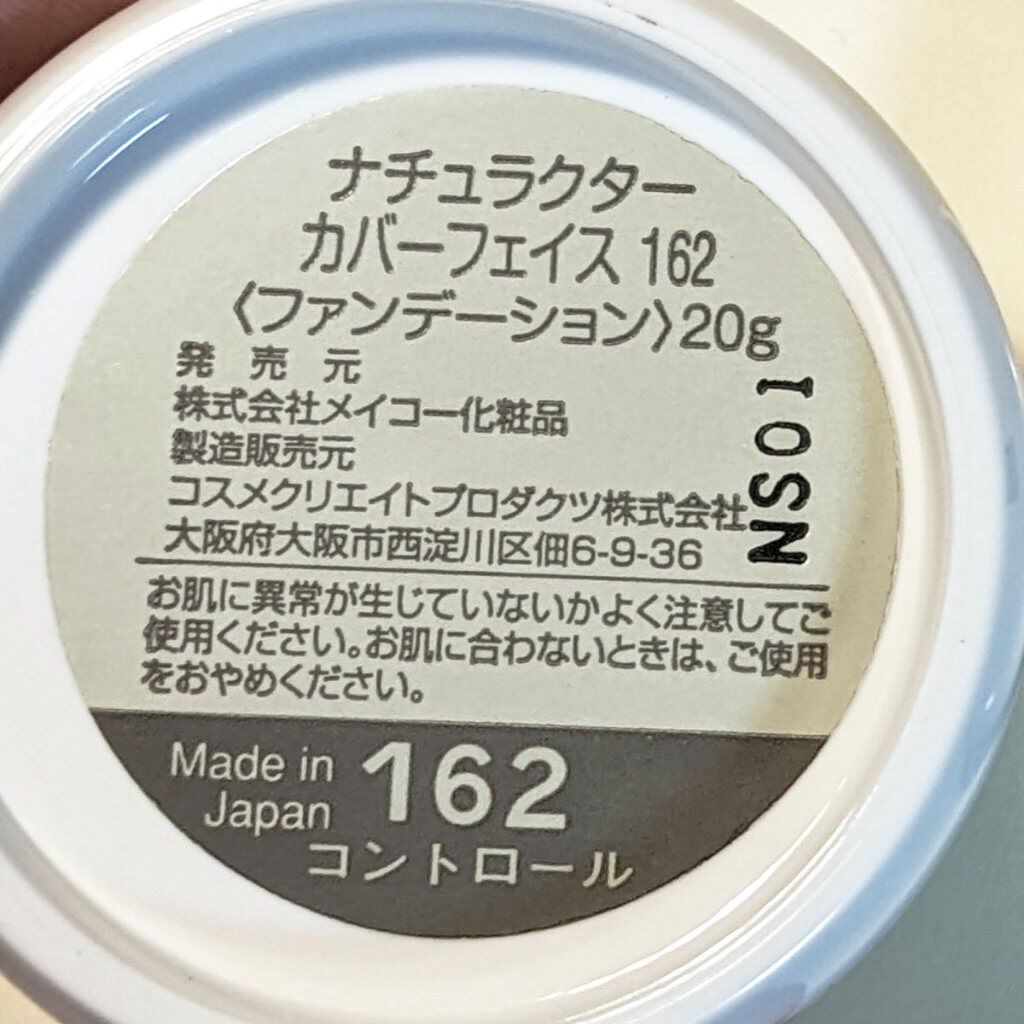 ナチュラクター
カバーフェイス 162
〈ファンデーション〉20g
発売元
株式会社メイコー化粧品
製造販売元
コスメクリエイトプロダクツ株式会社
大阪府大阪市西淀川区佃6-9-36
IOSN
お肌に異常が生じていないかよく注意してご
使用ください。お肌に合わないときは、ご使用
をおやめください。
Made in
Japan
162
コントロール